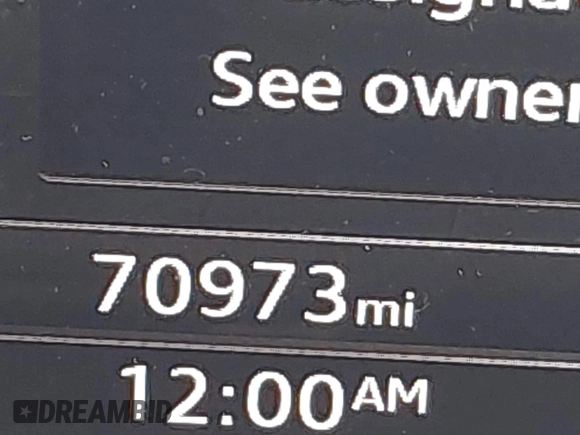 See owner
70973mi
12:00AM
DREAMBID